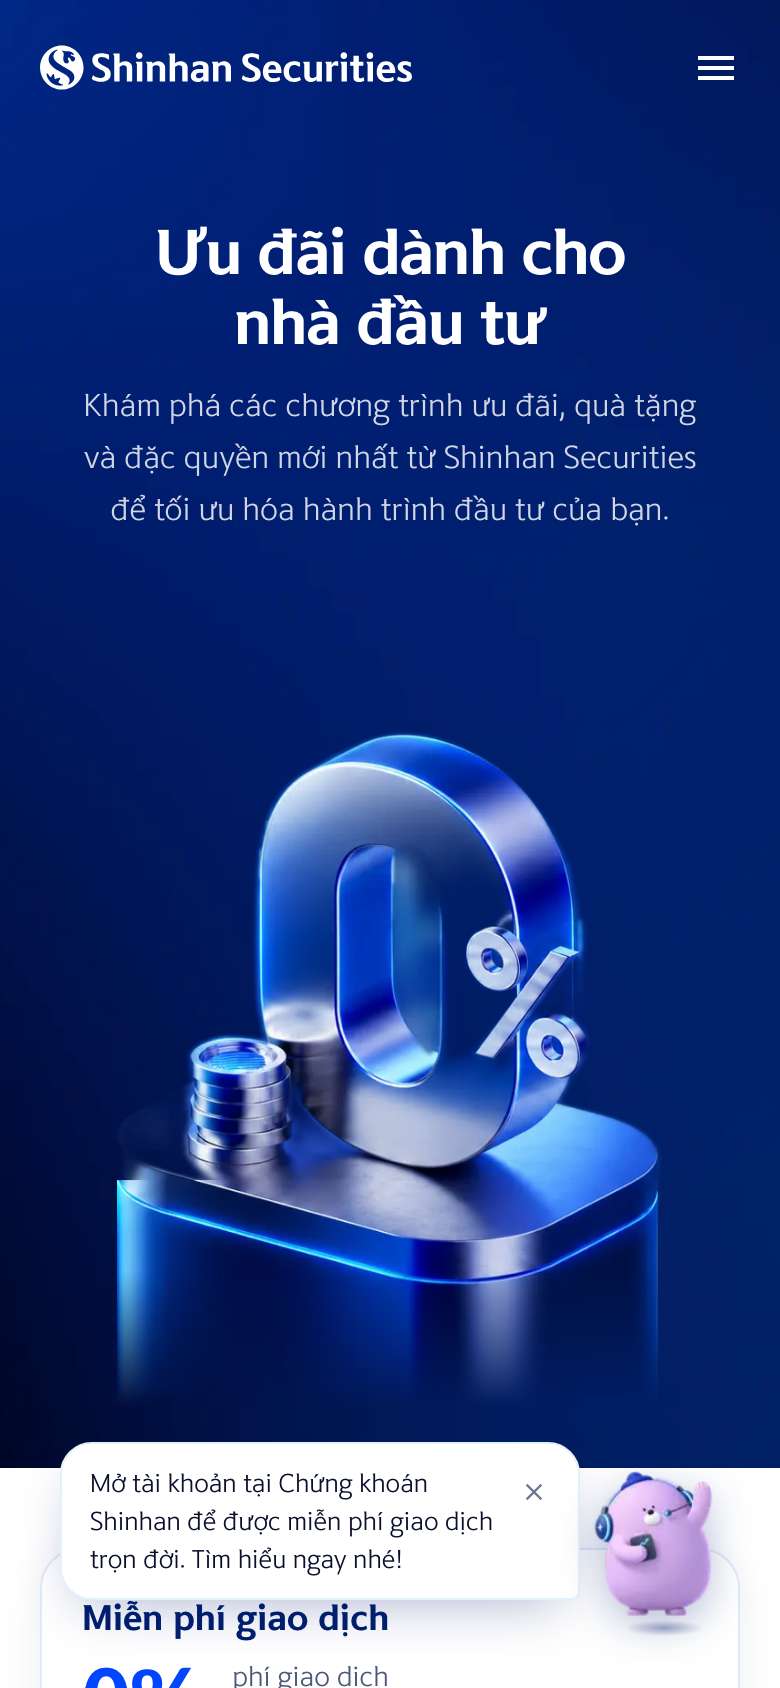 Shinhan Securities
Ưu đãi dành cho
nhà đầu tư
Khám phá các chương trình ưu đãi, quà tặng
và đặc quyền mới nhất từ Shinhan Securities
để tối ưu hóa hành trình đầu tư của bạn.
0%
Mở tài khoản tại Chứng khoán
Shinhan để được miễn phí giao dịch
trọn đời. Tìm hiểu ngay nhé!
Miễn phí giao dịch
0% phí giao dịch